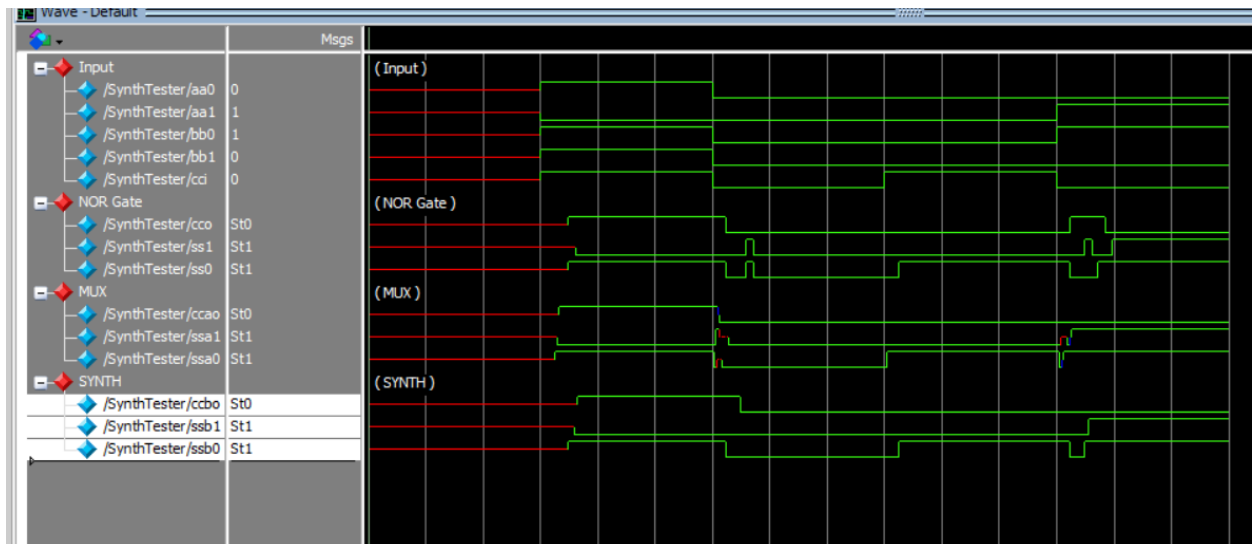 Wave - Default
Msgs
Input (Input)
/SynthTester/aa0 0
/SynthTester/aa1 1
/SynthTester/bb0 1
/SynthTester/bb1 0
/SynthTester/cci 0
NOR Gate (NOR Gate)
/SynthTester/cco St0
/SynthTester/ss1 St1
/SynthTester/ss0 St1
MUX (MUX)
/SynthTester/ccao St0
/SynthTester/ssa1 St1
/SynthTester/ssa0 St1
SYNTH (SYNTH)
/SynthTester/ccbo St0
/SynthTester/ssb1 St1
/SynthTester/ssb0 St1